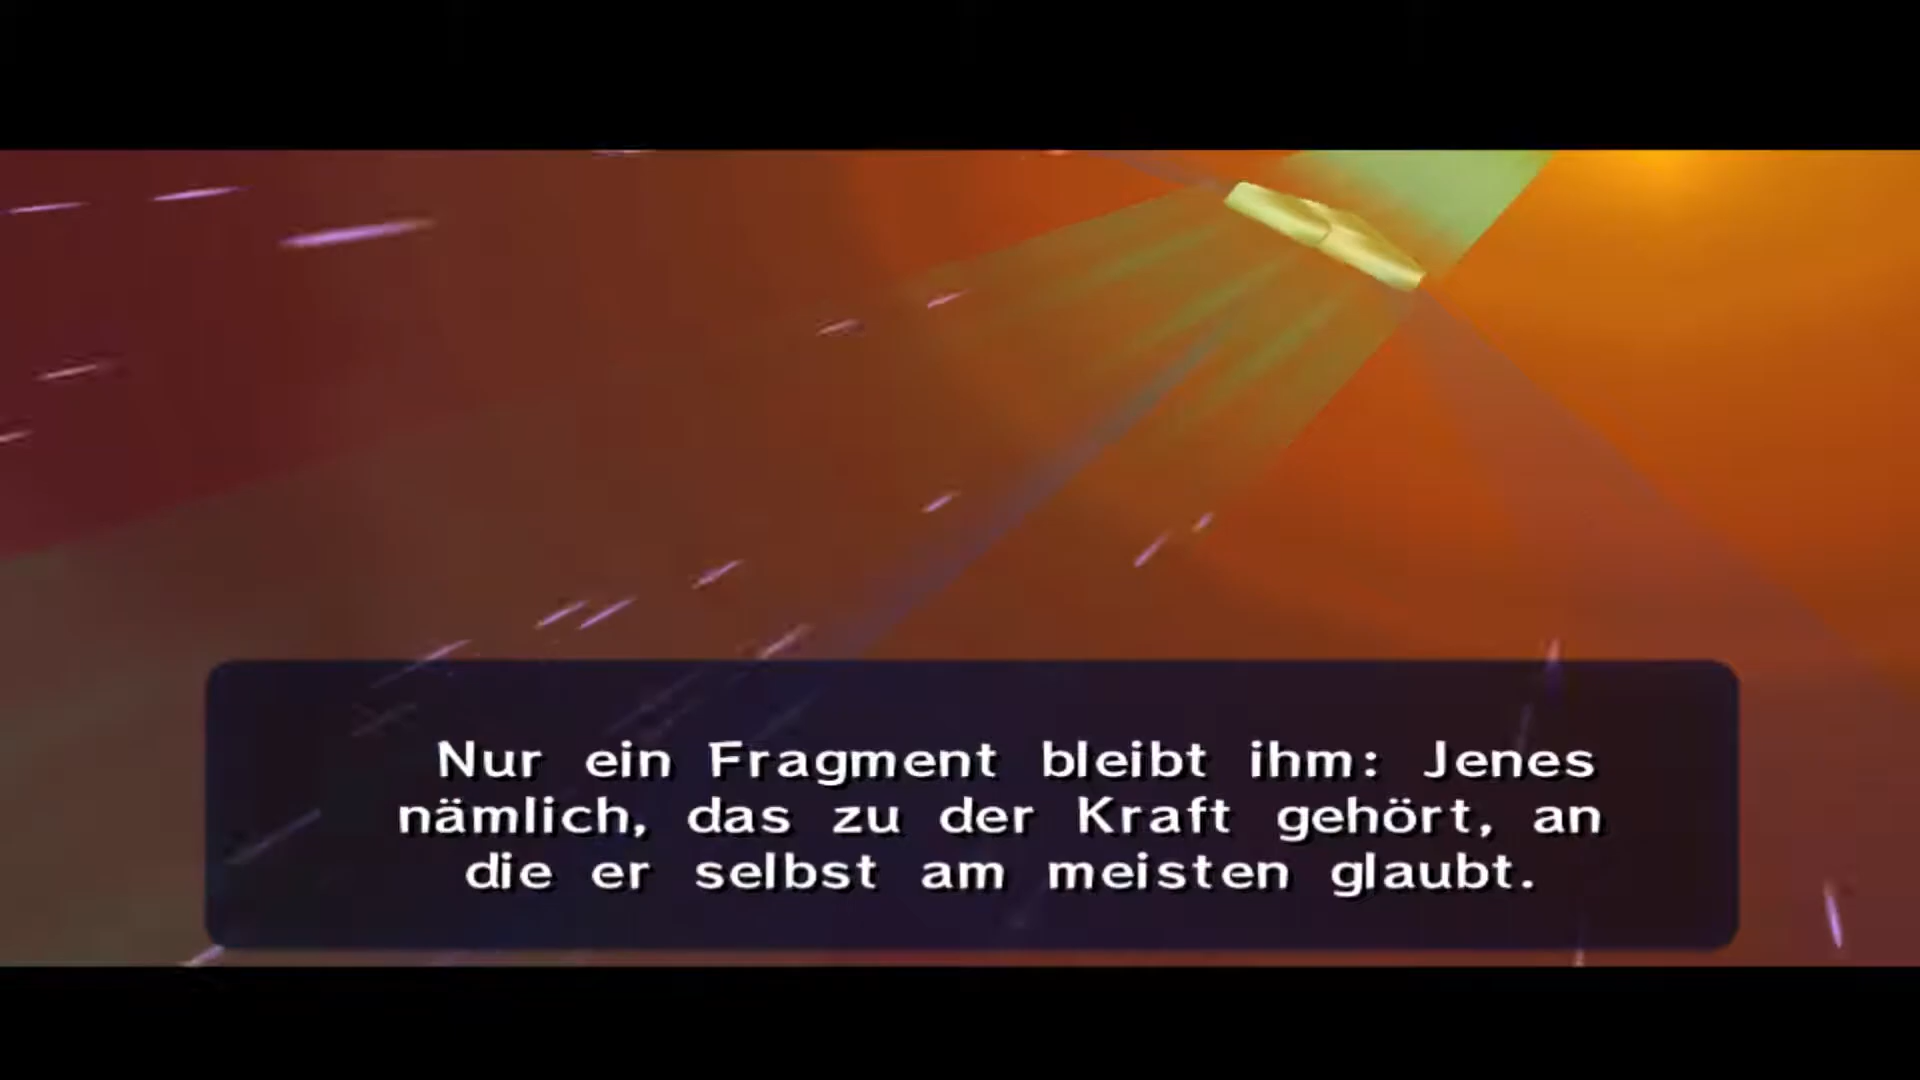 Nur ein Fragment bleibt ihm: Jenes
nämlich, das zu der Kraft gehört, an
die er selbst am meisten glaubt.